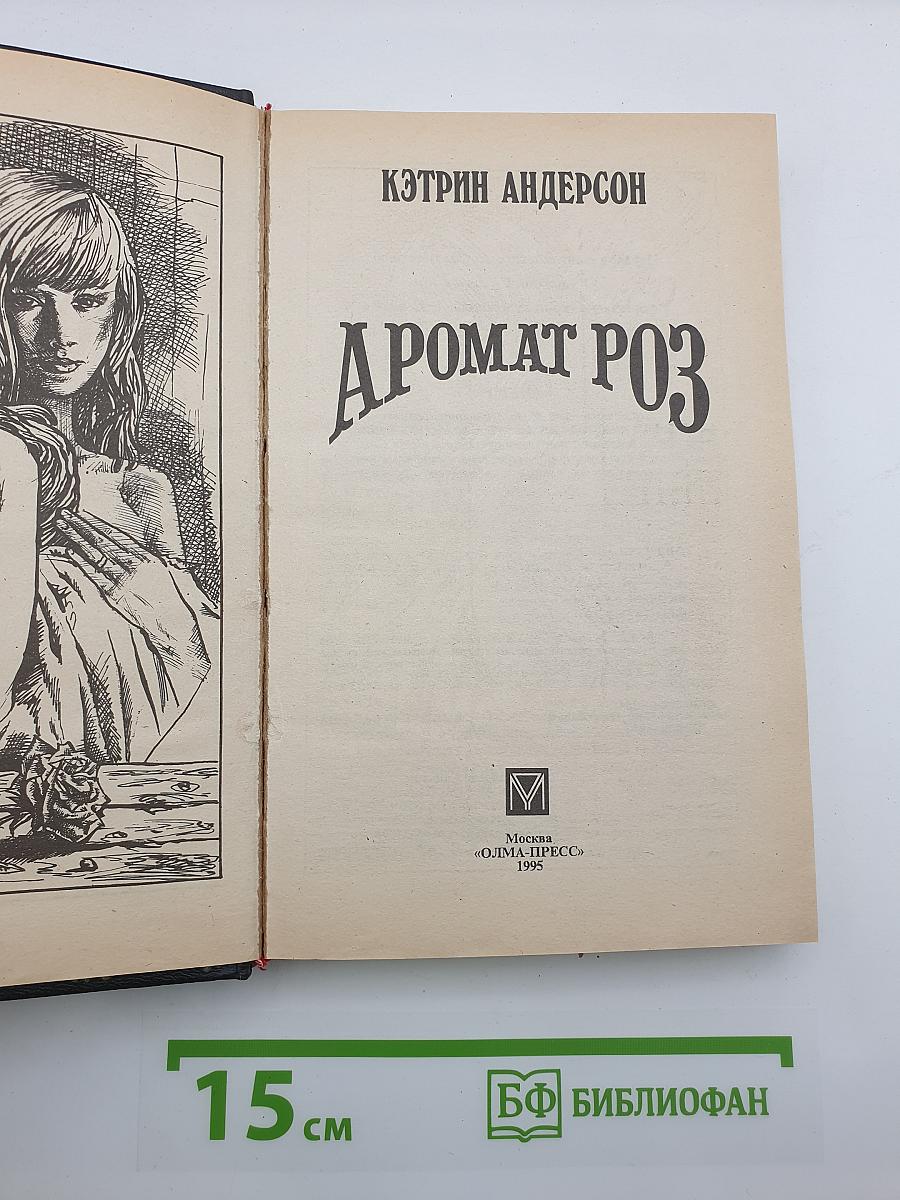 КЭТРИН АНДЕРСОН
АРОМАТ РОЗ
Москва
«ОЛМА-ПРЕСС»
1995
15 см
БФ БИБЛИОФАН